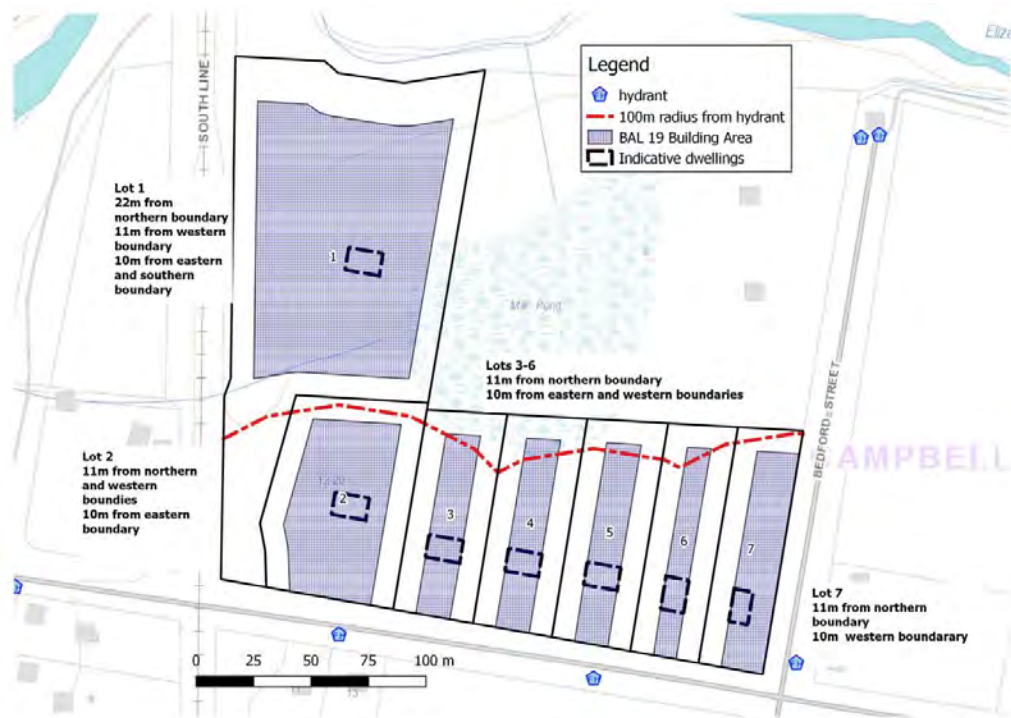 Eliza
SOUTH LINE
Legend
hydrant
100m radius from hydrant
BAL 19 Building Area
Indicative dwellings
Lot 1
22m from
northern boundary
11m from western
boundary
10m from eastern
and southern
boundary
1
Mill Pond
Lots 3-6
11m from northern boundary
10m from eastern and western boundaries
BEDFORD STREET
CAMPBELL
Lot 2
11m from northern
and western
boundies
10m from eastern
boundary
2
3
4
5
6
7
Lot 7
11m from northern
boundary
10m western boundarary
0 25 50 75 100 m